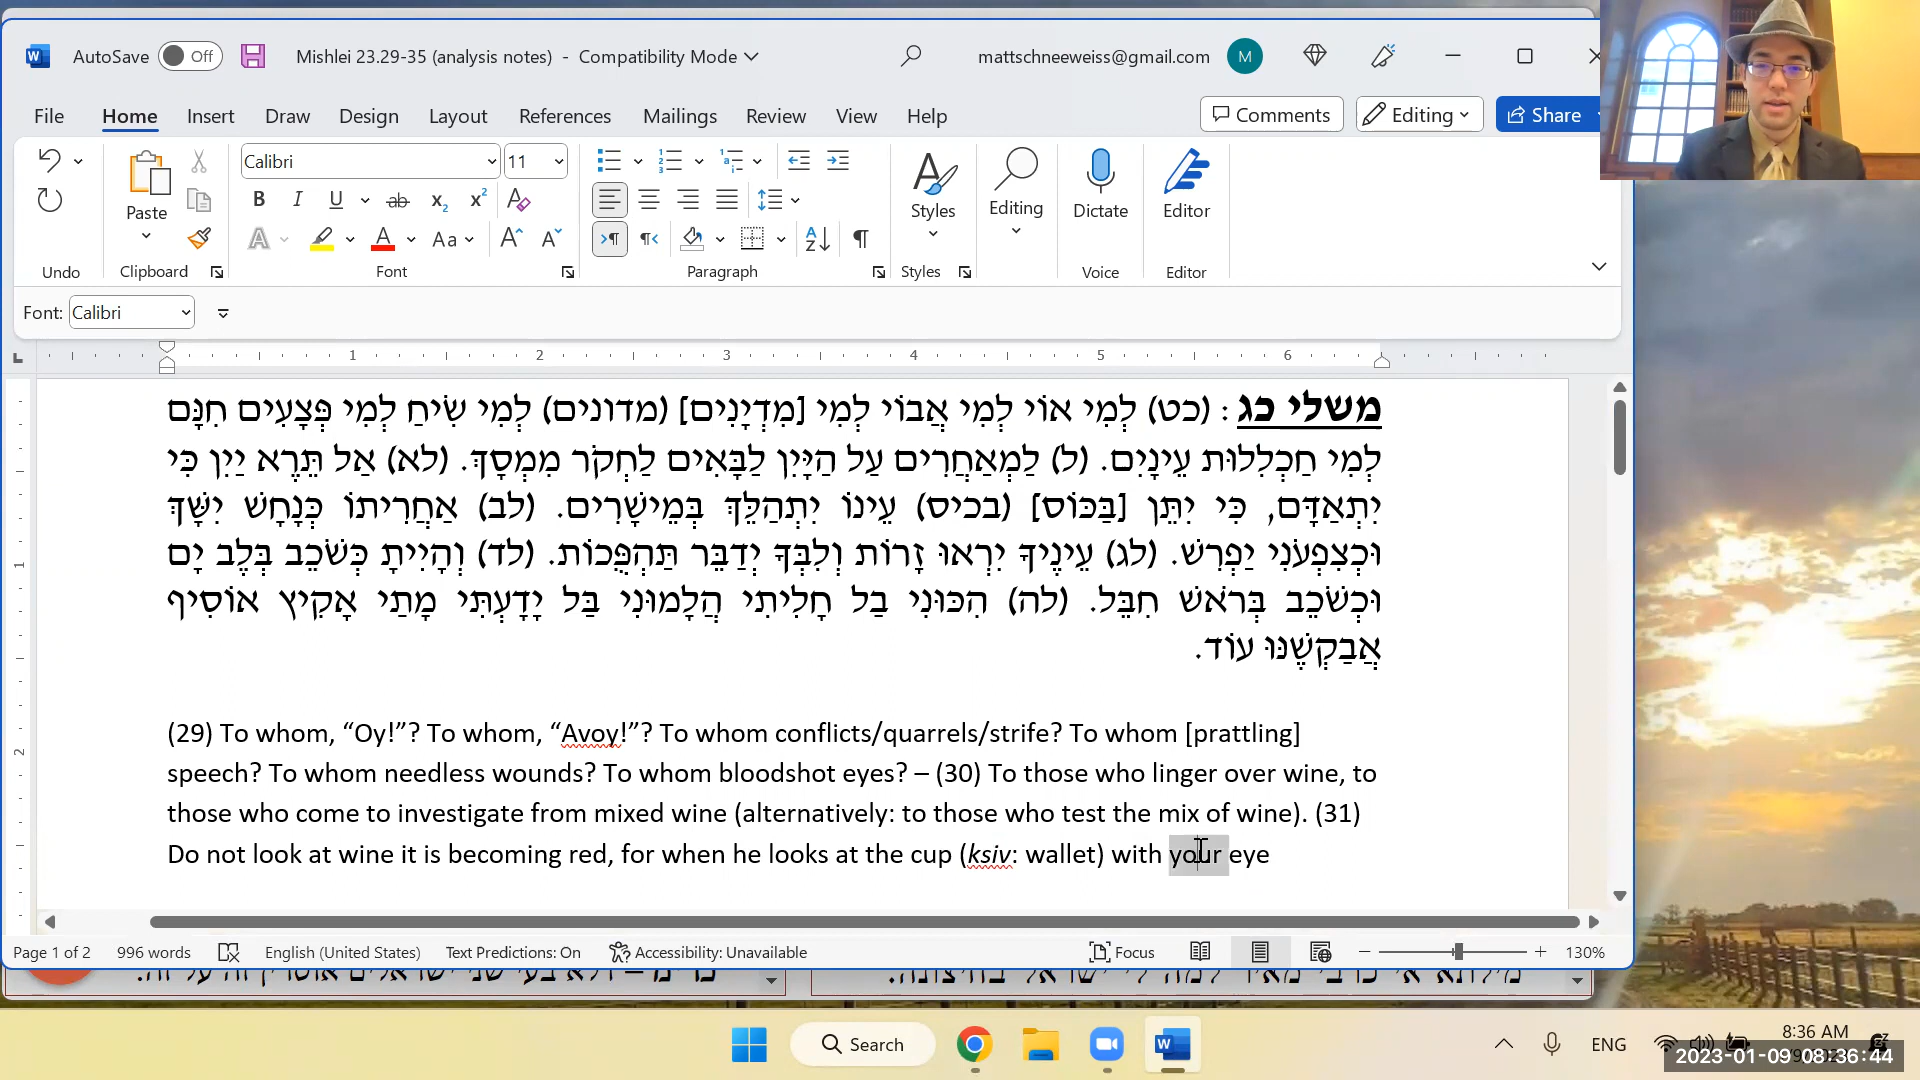 AutoSave Off Mishlei 23.29-35 (analysis notes) - Compatibility Mode mattschneeweiss@gmail.com M
File Home Insert Draw Design Layout References Mailings Review View Help Comments Editing Share
Calibri 11
Paste Styles Editing Dictate Editor
Undo Clipboard Font Paragraph Styles Voice Editor
Font: Calibri
1 2 3 4 5 6
משלי כג: (כט) לְמִי אוֹי לְמִי אֲבוֹי לְמִי [מִדְיָנִים] (מדונים) לְמִי שִׂיחַ לְמִי פְּצָעִים חִנָּם
לְמִי חַכְלִלוּת עֵינָיִם. (ל) לַמְאַחֲרִים עַל הַיָּיִן לַבָּאִים לַחְקֹר מִמְסָךְ. (לא) אַל תֵּרֶא יַיִן כִּי
יִתְאַדָּם, כִּי יִתֵּן [בַּכּוֹס] (בכיס) עֵינוֹ יִתְהַלֵּךְ בְּמֵישָׁרִים. (לב) אַחֲרִיתוֹ כְּנָחָשׁ יִשָּׁךְ
וּכְצִפְעֹנִי יַפְרִשׁ. (לג) עֵינֶיךָ יִרְאוּ זָרוֹת וְלִבְּךָ יְדַבֵּר תַּהְפֻּכוֹת. (לד) וְהָיִיתָ כְּשֹׁכֵב בְּלֶב יָם
וּכְשֹׁכֵב בְּרֹאשׁ חִבֵּל. (לה) הִכּוּנִי בַל חָלִיתִי הֲלָמוּנִי בַּל יָדָעְתִּי מָתַי אָקִיץ אוֹסִיף
אֲבַקְשֶׁנּוּ עוֹד.
(29) To whom, “Oy!”? To whom, “Avoy!”? To whom conflicts/quarrels/strife? To whom [prattling]
speech? To whom needless wounds? To whom bloodshot eyes? – (30) To those who linger over wine, to
those who come to investigate from mixed wine (alternatively: to those who test the mix of wine). (31)
Do not look at wine it is becoming red, for when he looks at the cup (ksiv: wallet) with your eye
Page 1 of 2 996 words English (United States) Text Predictions: On Accessibility: Unavailable Focus 130%
Search ENG 8:36 AM
2023-01-09 08:36:44